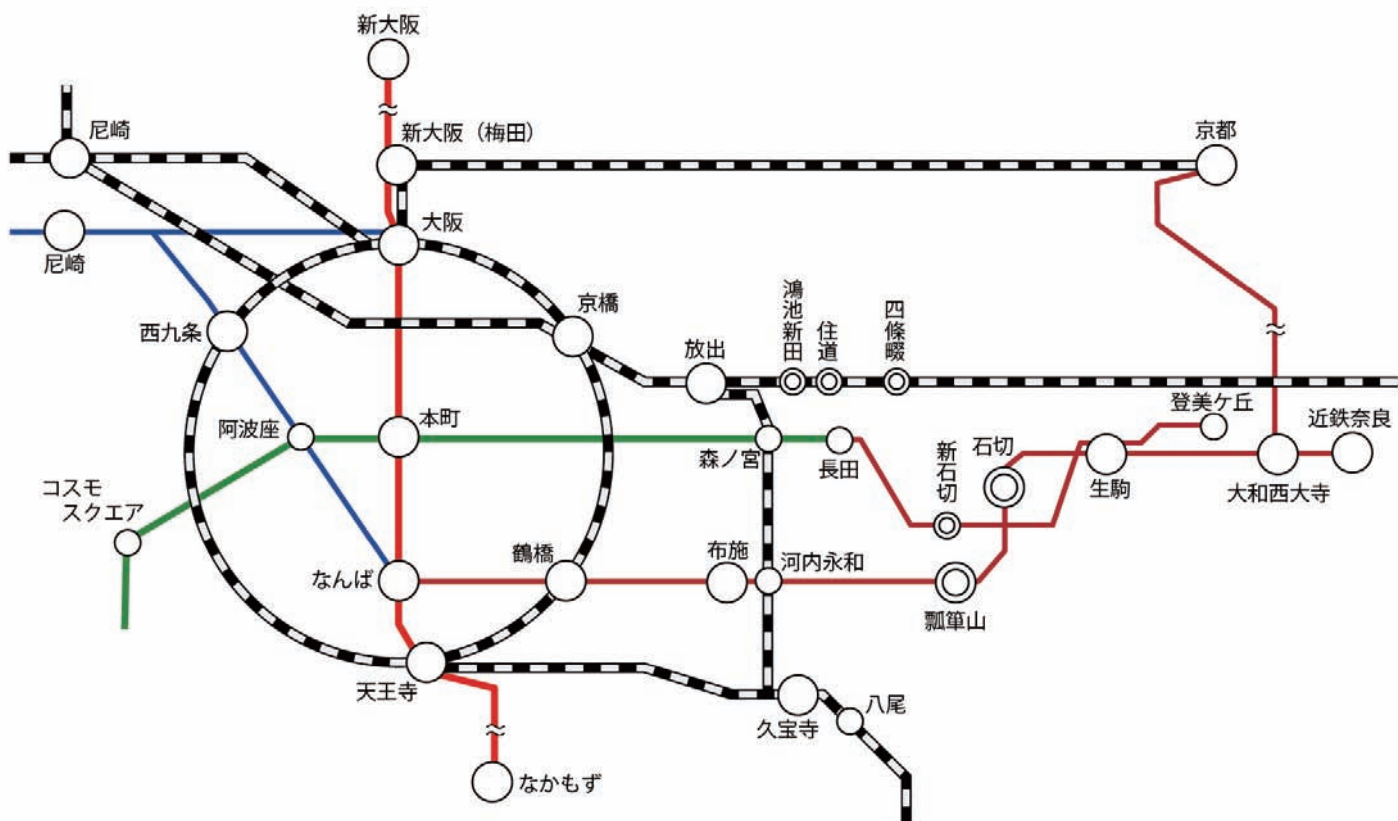 新大阪
尼崎
新大阪（梅田）
京都
大阪
尼崎
京橋
鴻池新田
住道
四條畷
西九条
放出
登美ケ丘
近鉄奈良
本町
阿波座
森ノ宮
長田
新石切
石切
生駒
大和西大寺
コスモ
スクエア
なんば
鶴橋
布施
河内永和
瓢箪山
天王寺
久宝寺
八尾
なかもず